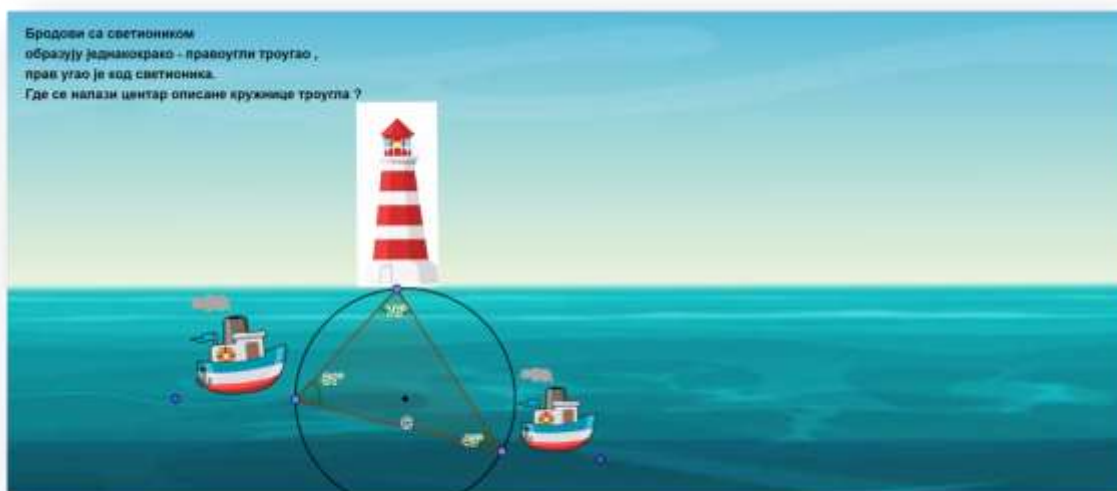 Бродови са светиоником
образују једнакокрако - правоугли троугао ,
прав угао је код светионика.
Где се налази центар описане кружнице троугла ?